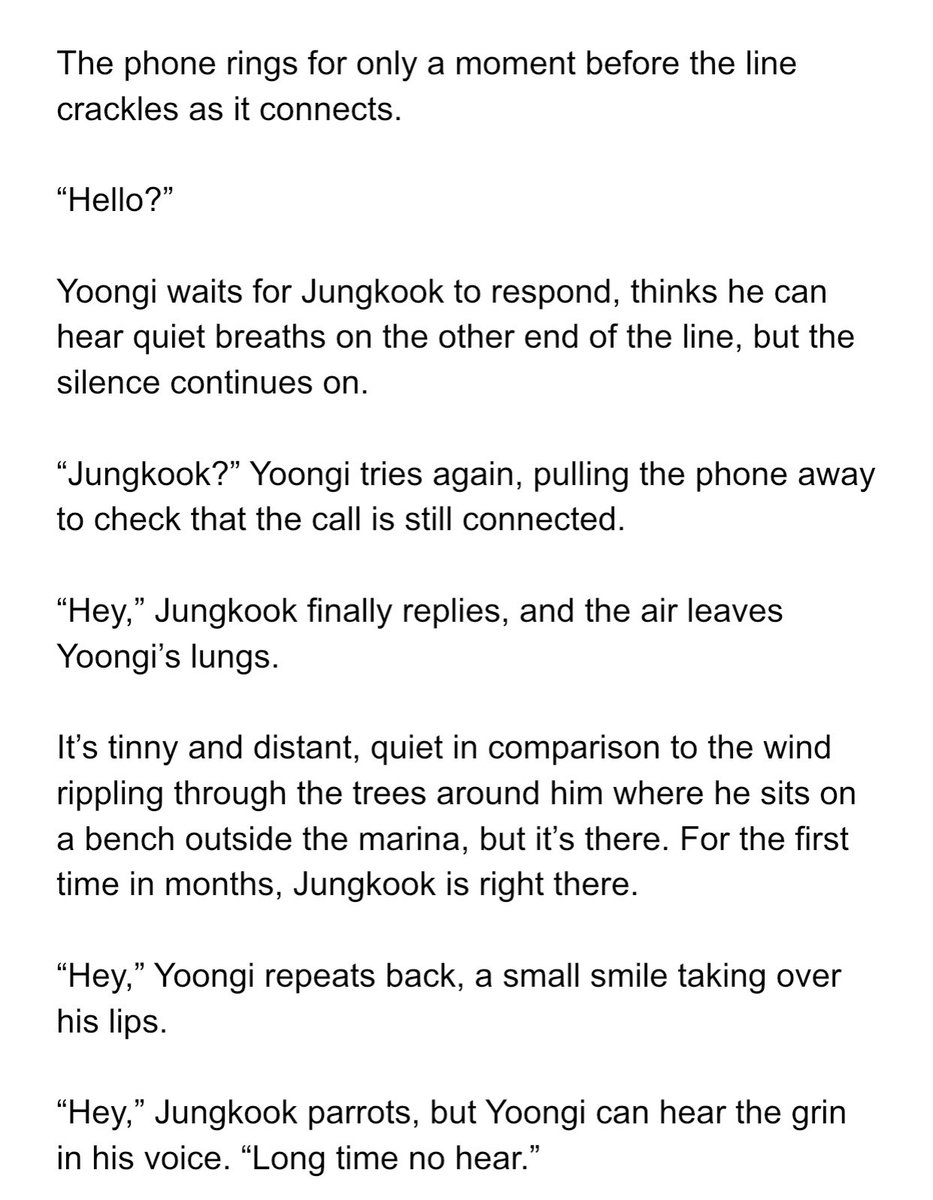 The phone rings for only a moment before the line
crackles as it connects.
“Hello?”
Yoongi waits for Jungkook to respond, thinks he can
hear quiet breaths on the other end of the line, but the
silence continues on.
“Jungkook?” Yoongi tries again, pulling the phone away
to check that the call is still connected.
“Hey,” Jungkook finally replies, and the air leaves
Yoongi’s lungs.
It’s tinny and distant, quiet in comparison to the wind
rippling through the trees around him where he sits on
a bench outside the marina, but it’s there. For the first
time in months, Jungkook is right there.
“Hey,” Yoongi repeats back, a small smile taking over
his lips.
“Hey,” Jungkook parrots, but Yoongi can hear the grin
in his voice. “Long time no hear.”